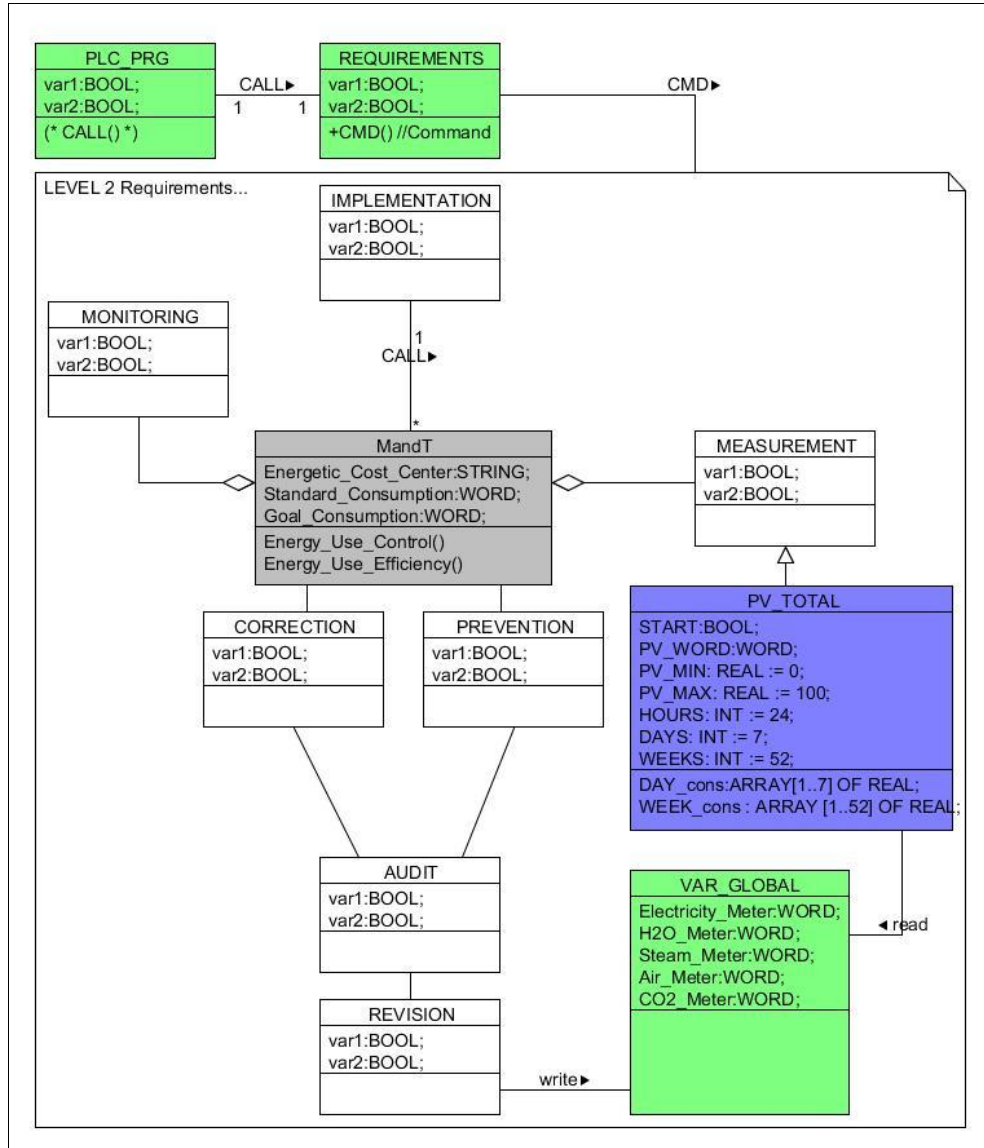 PLC_PRG
var1:BOOL;
var2:BOOL;
(* CALL() *)
CALL▶
1
1
REQUIREMENTS
var1:BOOL;
var2:BOOL;
+CMD() //Command
CMD▶
LEVEL 2 Requirements...
IMPLEMENTATION
var1:BOOL;
var2:BOOL;
MONITORING
var1:BOOL;
var2:BOOL;
1
CALL▶
*
MandT
Energetic_Cost_Center:STRING;
Standard_Consumption:WORD;
Goal_Consumption:WORD;
Energy_Use_Control()
Energy_Use_Efficiency()
MEASUREMENT
var1:BOOL;
var2:BOOL;
CORRECTION
var1:BOOL;
var2:BOOL;
PREVENTION
var1:BOOL;
var2:BOOL;
PV_TOTAL
START:BOOL;
PV_WORD:WORD;
PV_MIN: REAL := 0;
PV_MAX: REAL := 100;
HOURS: INT := 24;
DAYS: INT := 7;
WEEKS: INT := 52;
DAY_cons:ARRAY[1..7] OF REAL;
WEEK_cons : ARRAY [1..52] OF REAL;
AUDIT
var1:BOOL;
var2:BOOL;
VAR_GLOBAL
Electricity_Meter:WORD;
H2O_Meter:WORD;
Steam_Meter:WORD;
Air_Meter:WORD;
CO2_Meter:WORD;
◀ read
REVISION
var1:BOOL;
var2:BOOL;
write▶